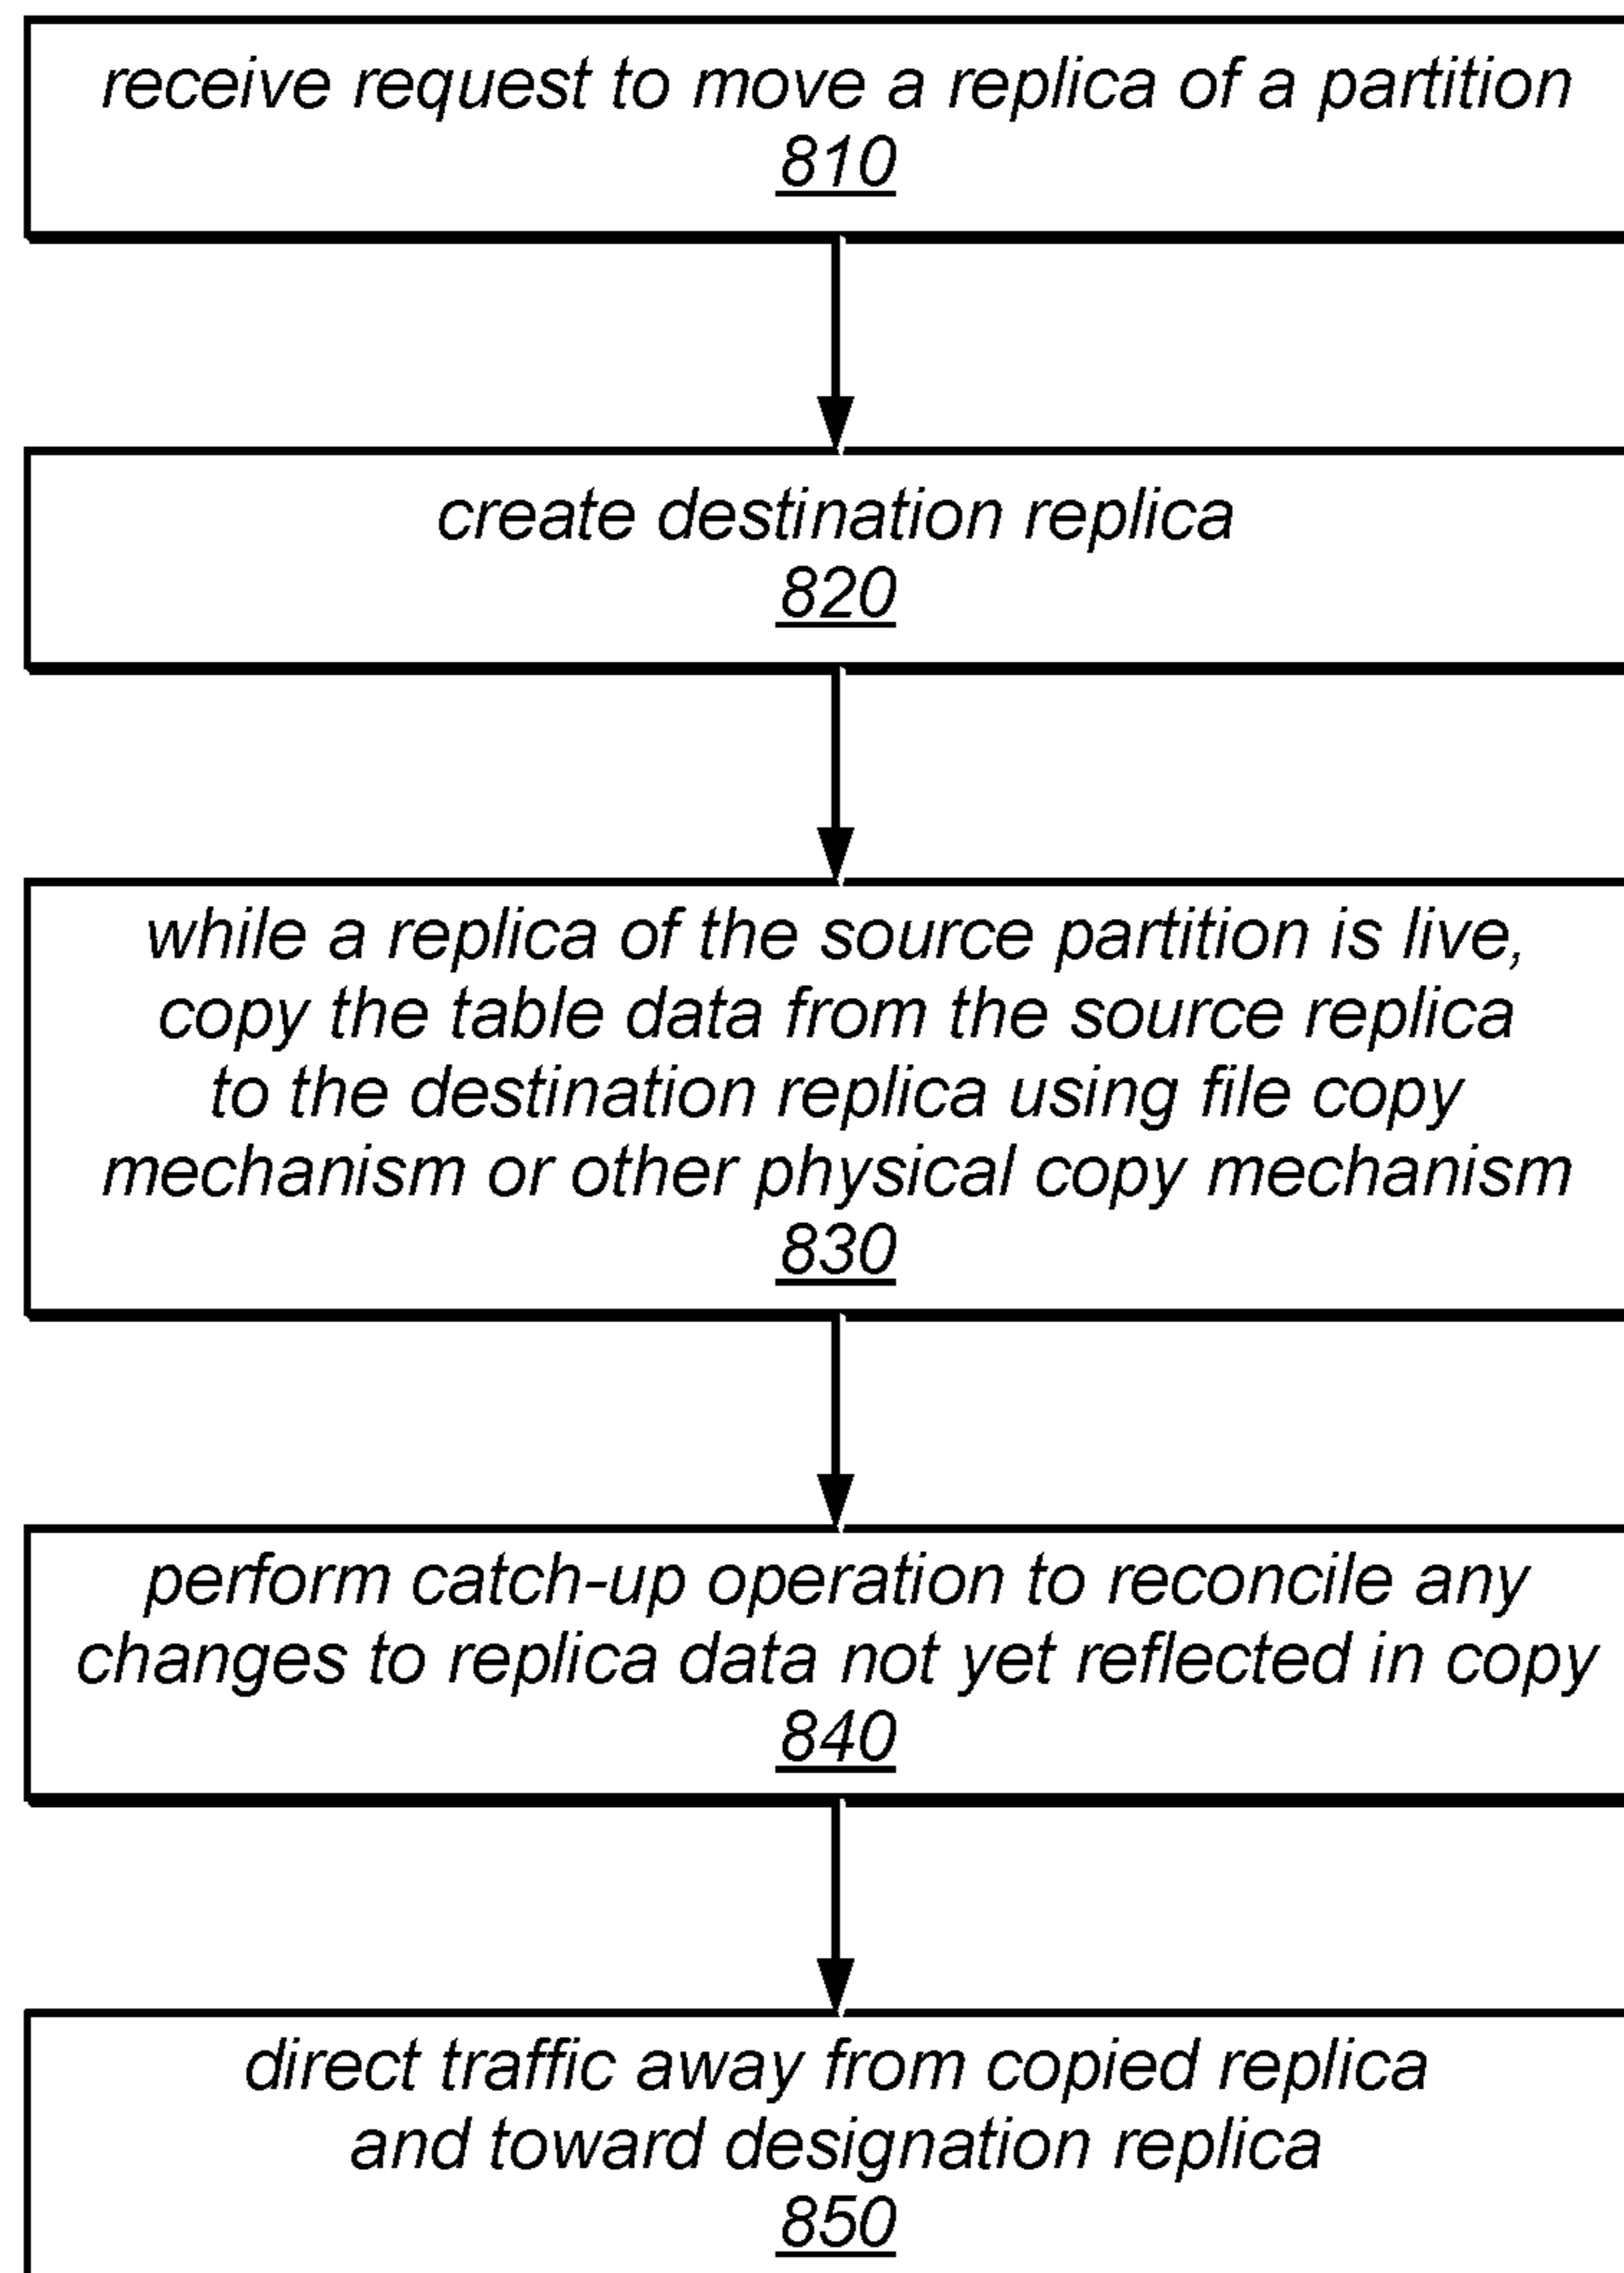 receive request to move a replica of a partition
810
create destination replica
820
while a replica of the source partition is live,
copy the table data from the source replica
to the destination replica using file copy
mechanism or other physical copy mechanism
830
perform catch-up operation to reconcile any
changes to replica data not yet reflected in copy
840
direct traffic away from copied replica
and toward designation replica
850